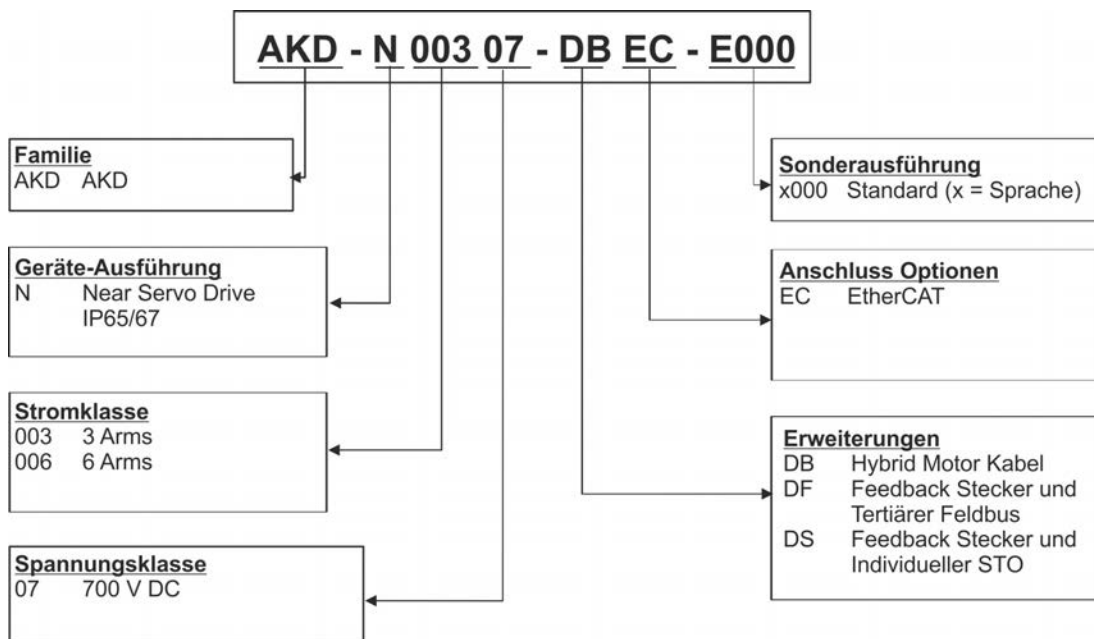 AKD - N 003 07 - DB EC - E000
Familie
AKD AKD
Geräte-Ausführung
N Near Servo Drive
IP65/67
Stromklasse
003 3 Arms
006 6 Arms
Spannungsklasse
07 700 V DC
Sonderausführung
x000 Standard (x = Sprache)
Anschluss Optionen
EC EtherCAT
Erweiterungen
DB Hybrid Motor Kabel
DF Feedback Stecker und
Tertiärer Feldbus
DS Feedback Stecker und
Individueller STO